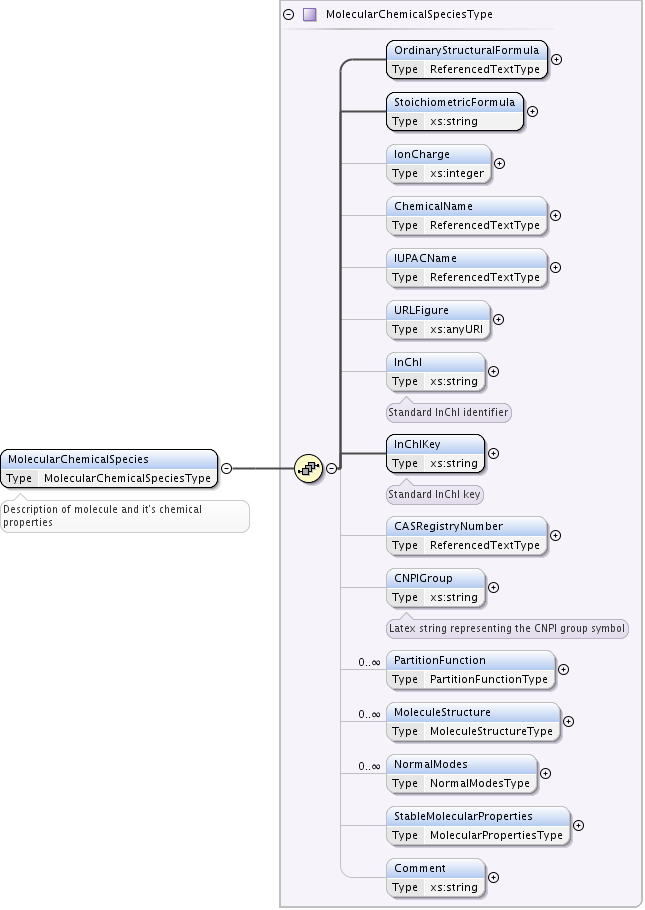 MolecularChemicalSpeciesType
OrdinaryStructuralFormula
Type ReferencedTextType
StoichiometricFormula
Type xs:string
IonCharge
Type xs:integer
ChemicalName
Type ReferencedTextType
IUPACName
Type ReferencedTextType
URLFigure
Type xs:anyURI
InChI
Type xs:string
Standard InChI identifier
InChIKey
Type xs:string
Standard InChI key
MolecularChemicalSpecies
Type MolecularChemicalSpeciesType
Description of molecule and it's chemical
properties
CASRegistryNumber
Type ReferencedTextType
CNPIGroup
Type xs:string
Latex string representing the CNPI group symbol
0..∞
PartitionFunction
Type PartitionFunctionType
0..∞
MoleculeStructure
Type MoleculeStructureType
0..∞
NormalModes
Type NormalModesType
StableMolecularProperties
Type MolecularPropertiesType
Comment
Type xs:string